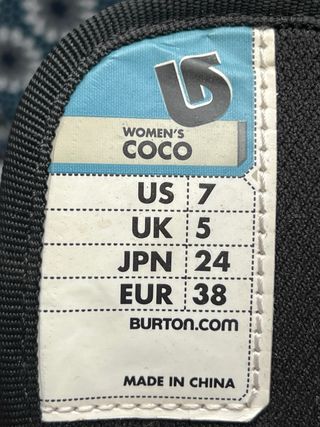 WOMEN'S
COCO
US 7
UK 5
JPN 24
EUR 38
BURTON.COM
MADE IN CHINA